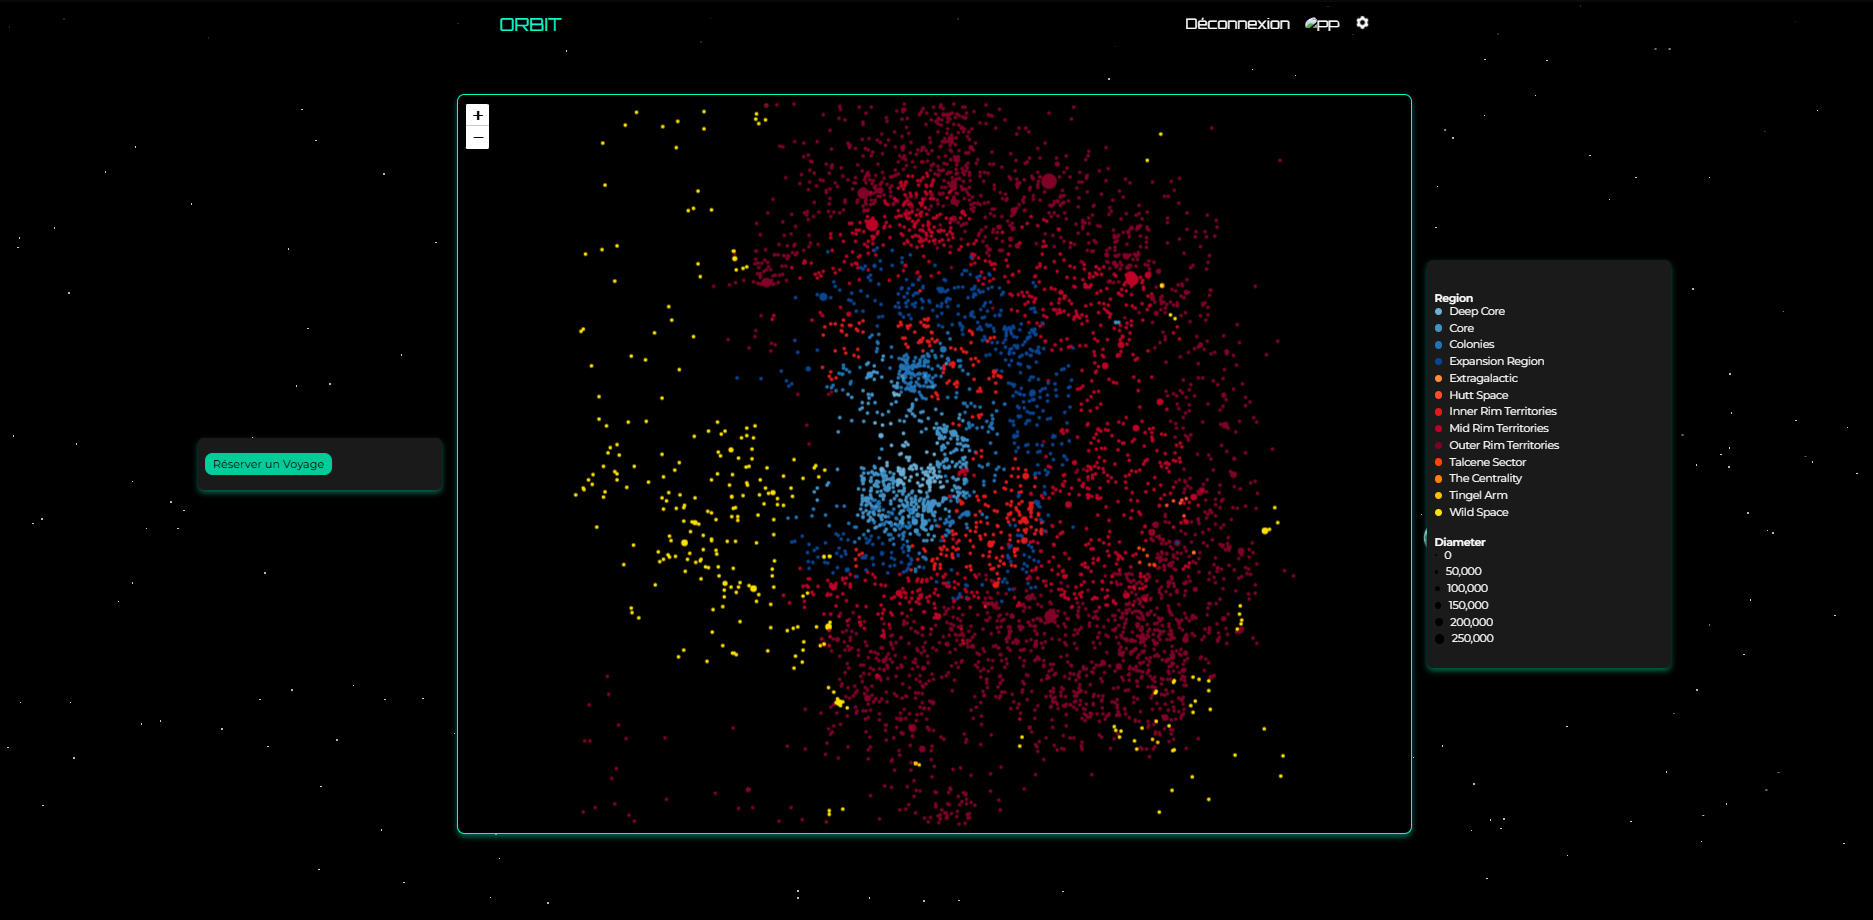 ORBIT
Déconnexion PP
+
−
Réserver un Voyage
Region
Deep Core
Core
Colonies
Expansion Region
Extragalactic
Hutt Space
Inner Rim Territories
Mid Rim Territories
Outer Rim Territories
Talcene Sector
The Centrality
Tingel Arm
Wild Space
Diameter
0
50,000
100,000
150,000
200,000
250,000